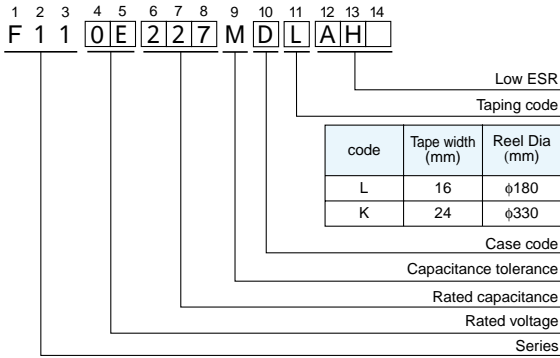 1 2 3 4 5 6 7 8 9 10 11 12 13 14
F 1 1 0 E 2 2 7 M D L A H
Low ESR
Taping code
code Tape width (mm) Reel Dia (mm)
L 16 φ180
K 24 φ330
Case code
Capacitance tolerance
Rated capacitance
Rated voltage
Series